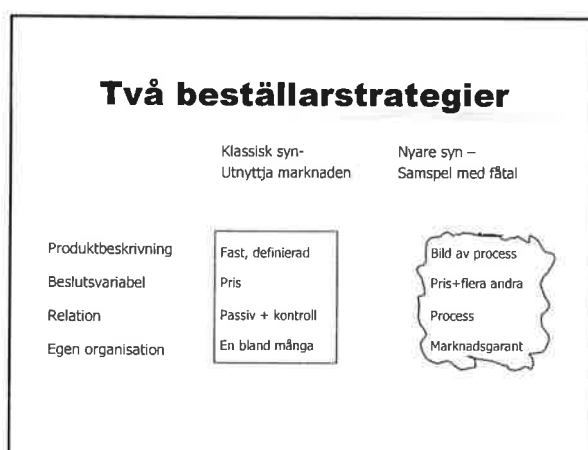 Två beställarstrategier
Klassisk syn- Nyare syn –
Utnyttja marknaden Samspel med fåtal
Produktbeskrivning Fast, definierad Bild av process
Beslutsvariabel Pris Pris+flera andra
Relation Passiv + kontroll Process
Egen organisation En bland många Marknadsgarant